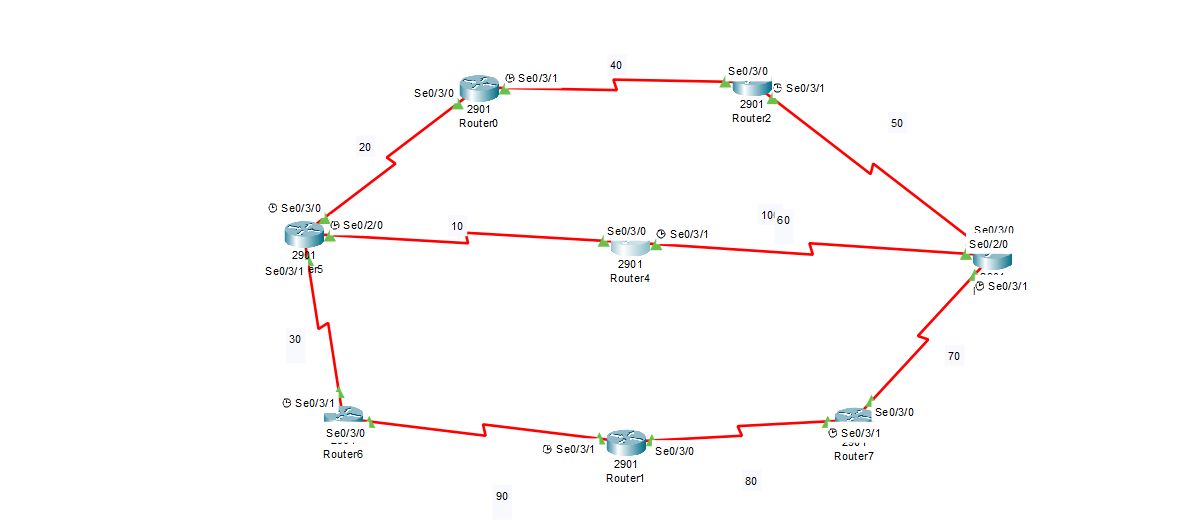 40
Se0/3/1
Se0/3/0
Se0/3/0
Se0/3/1
2901
Router0
2901
Router2
50
20
Se0/3/0
Se0/2/0
10
10
60
Se0/3/0
Se0/3/1
Se0/3/0
Se0/2/0
2901
er5
Se0/3/1
2901
Router4
Se0/3/1
30
70
Se0/3/1
Se0/3/0
Se0/3/0
Se0/3/1
Router6
Se0/3/1
Se0/3/0
2901
Router7
2901
Router1
80
90